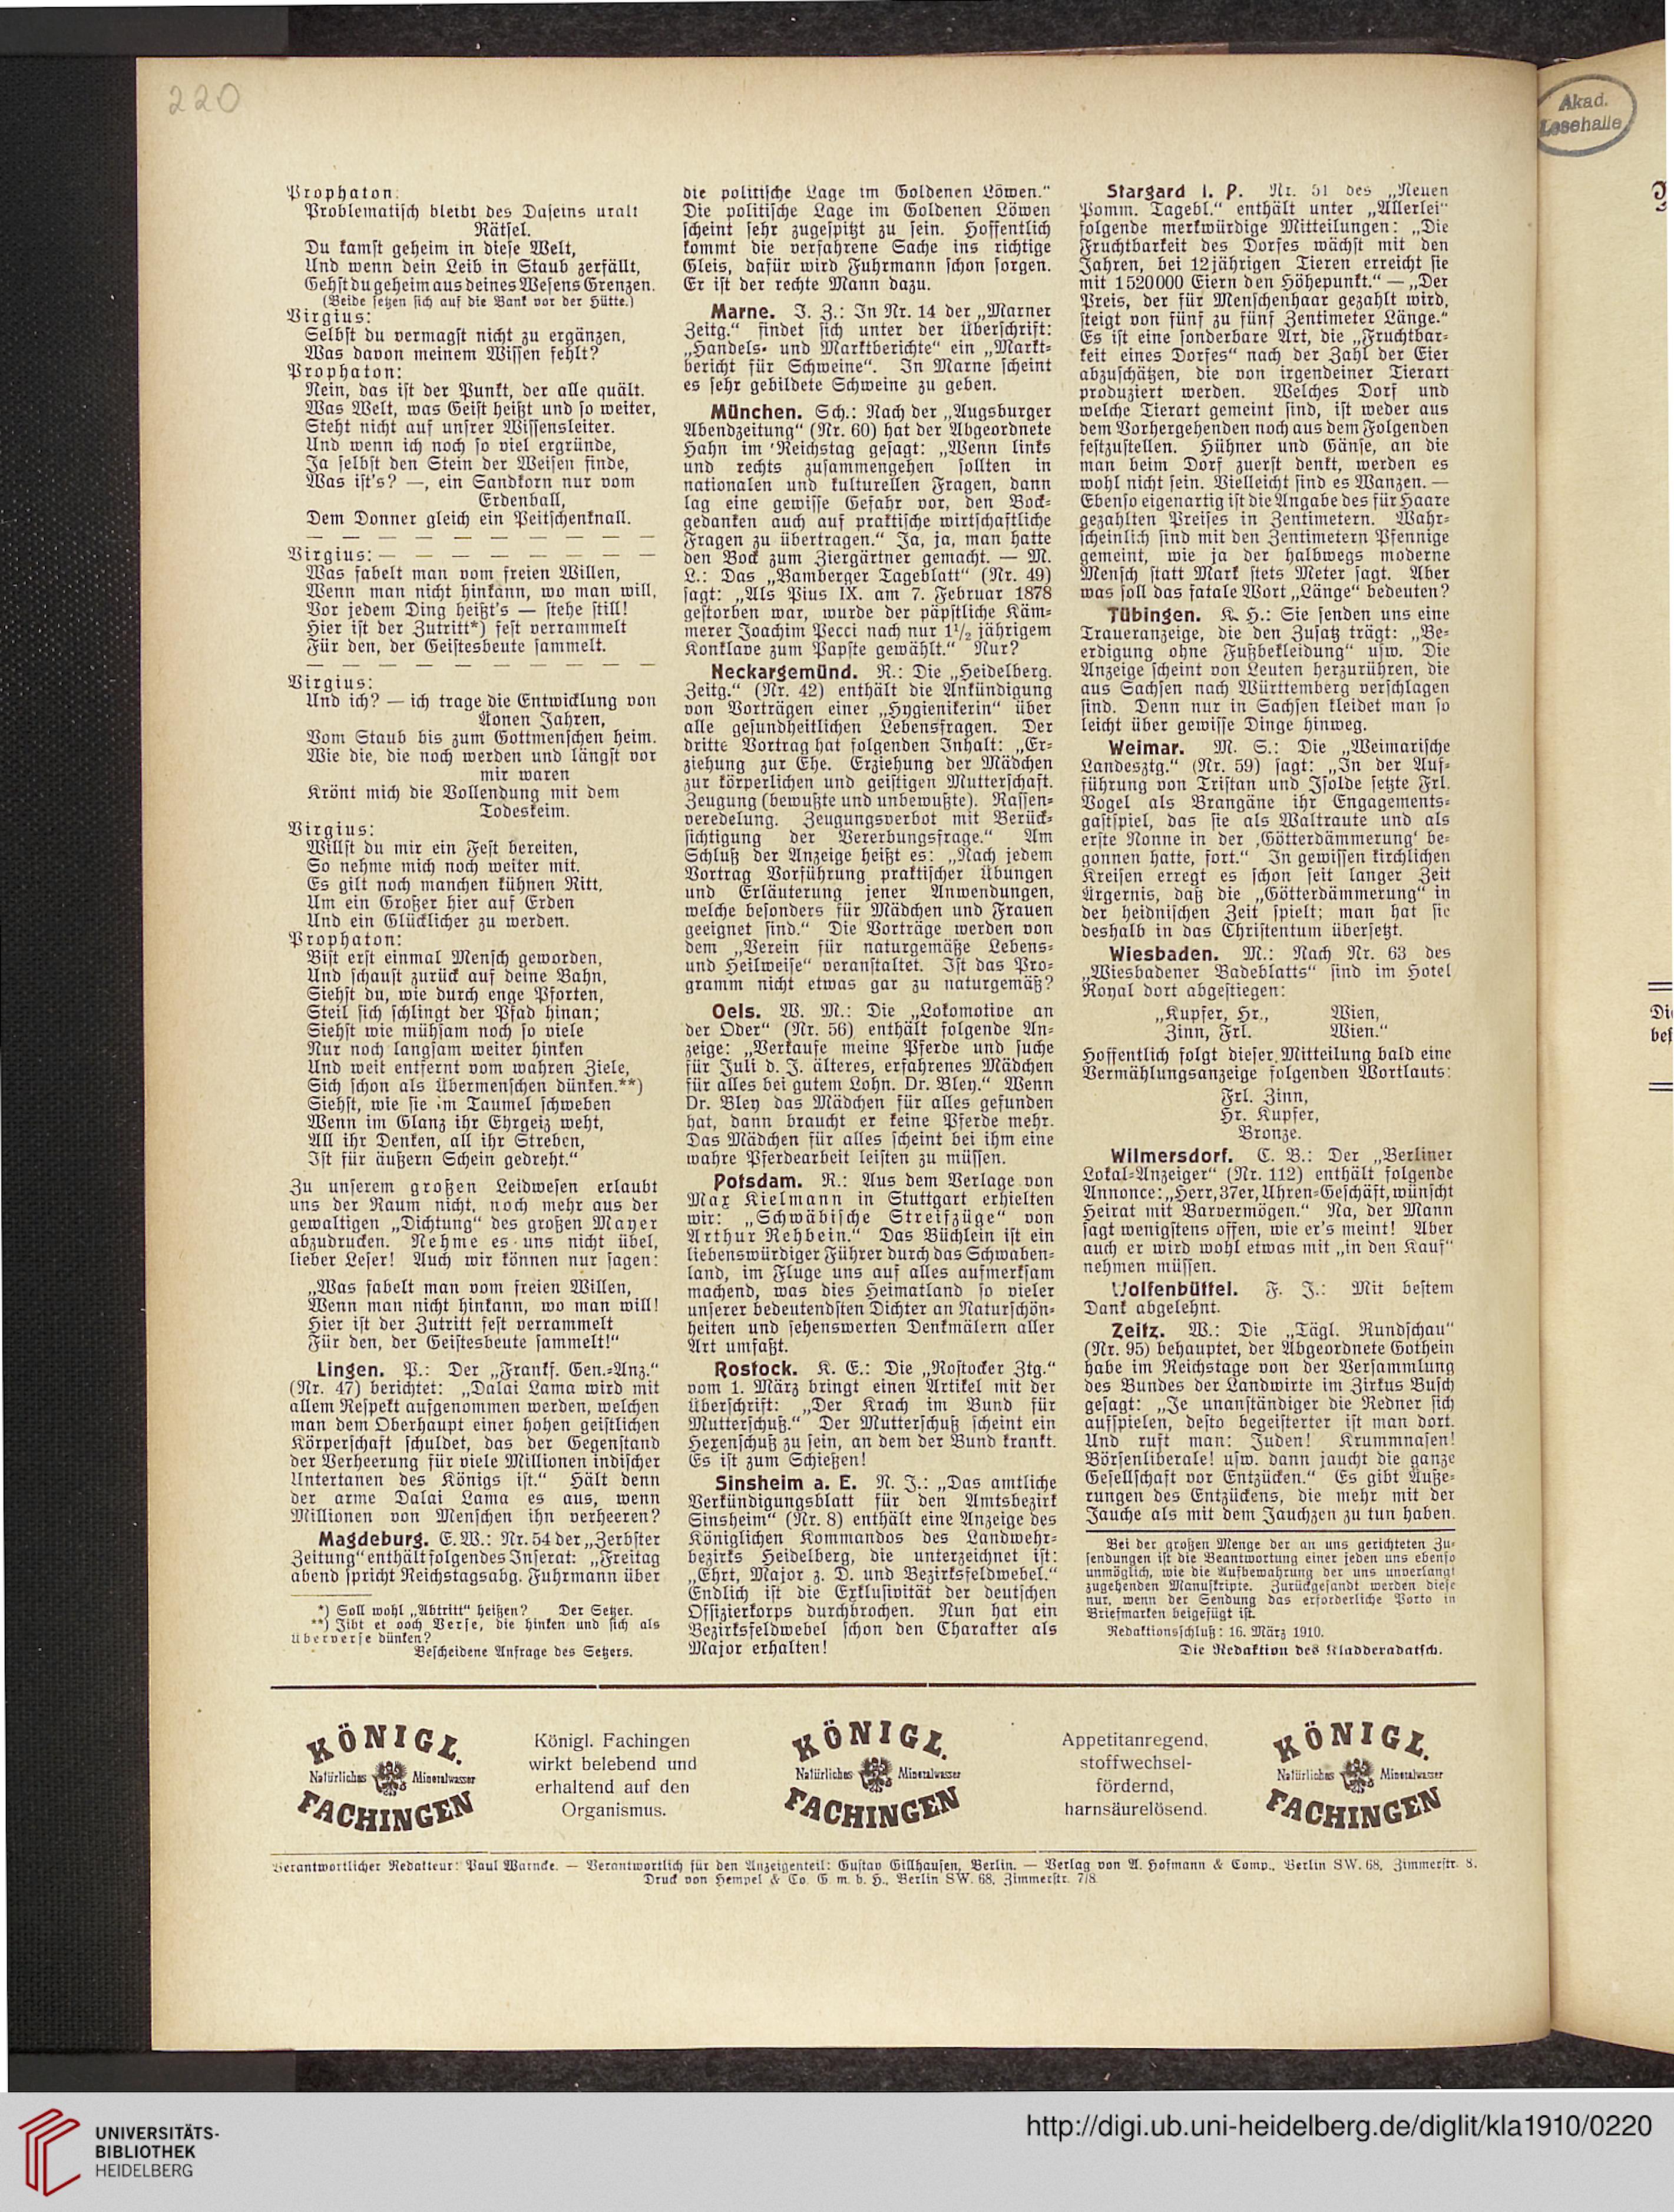 220
Akad.
Lesehalle
Prophaton:
Problematisch bleibt des Daseins uralt
Rätsel.
Du kamst geheim in diese Welt,
Und wenn dein Leib in Staub zerfällt,
Gehst du geheim aus deines Wesens Grenzen.
(Beide setzen sich auf die Bank vor der Hütte.)
Virgius:
Selbst du vermagst nicht zu ergänzen,
Was davon meinem Wissen fehlt?
Prophaton:
Nein, das ist der Punkt, der alle quält.
Was Welt, was Geist heißt und so weiter,
Steht nicht auf unsrer Wissensleiter.
Und wenn ich noch so viel ergründe,
Ja selbst den Stein der Weisen finde,
Was ist's? —, ein Sandkorn nur vom
Erdenball,
Dem Donner gleich ein Peitschenknall.
— — — — — — — — — —
Virgius: — — — — — — — —
Was fabelt man vom freien Willen,
Wenn man nicht hinkann, wo man will,
Vor jedem Ding heißt's — stehe still!
Hier ist der Zutritt*) fest verrammelt
Für den, der Geistesbeute sammelt.
— — — — — — — — — —
Virgius:
Und ich? — ich trage die Entwicklung von
Äonen Jahren,
Vom Staub bis zum Gottmenschen heim.
Wie die, die noch werden und längst vor
mir waren
Krönt mich die Vollendung mit dem
Todeskeim.
Virgius:
Willst du mir ein Fest bereiten,
So nehme mich noch weiter mit.
Es gilt noch manchen kühnen Ritt,
Um ein Großer hier auf Erden
Und ein Glücklicher zu werden.
Prophaton:
Bist erst einmal Mensch geworden,
Und schaust zurück auf deine Bahn,
Siehst du, wie durch enge Pforten,
Steil sich schlingt der Pfad hinan;
Siehst wie mühsam noch so viele
Nur noch langsam weiter hinken
Und weit entfernt vom wahren Ziele,
Sich schon als Übermenschen dünken.**)
Siehst, wie sie im Taumel schweben
Wenn im Glanz ihr Ehrgeiz weht,
All ihr Denken, all ihr Streben,
Ist für äußern Schein gedreht.“
Zu unserem großen Leidwesen erlaubt
uns der Raum nicht, noch mehr aus der
gewaltigen „Dichtung“ des großen Mayer
abzudrucken. Nehme es uns nicht übel,
lieber Leser! Auch wir können nur sagen:
„Was fabelt man vom freien Willen,
Wenn man nicht hinkann, wo man will!
Hier ist der Zutritt fest verrammelt
Für den, der Geistesbeute sammelt!“
Lingen. P.: Der „Frankf. Gen.-Anz.“
(Nr. 47) berichtet: „Dalai Lama wird mit
allem Respekt aufgenommen werden, welchen
man dem Oberhaupt einer hohen geistlichen
Körperschaft schuldet, das der Gegenstand
der Verheerung für viele Millionen indischer
Untertanen des Königs ist.“ Hält denn
der arme Dalai Lama es aus, wenn
Millionen von Menschen ihn verheeren?
Magdeburg. E. W.: Nr. 54 der „Zerbster
Zeitung“ enthält folgendes Inserat: „Freitag
abend spricht Reichstagsabg. Fuhrmann über
*) Soll wohl „Abtritt“ heißen? Der Setzer.
**) Jibt et ooch Verse, die hinken und sich als
Überverse dünken?
Bescheidene Anfrage des Setzers.
die politische Lage im Goldenen Löwen.“
Die politische Lage im Goldenen Löwen
scheint sehr zugespitzt zu sein. Hoffentlich
kommt die verfahrene Sache ins richtige
Gleis, dafür wird Fuhrmann schon sorgen.
Er ist der rechte Mann dazu.
Marne. J. Z.: In Nr. 14 der „Marner
Zeitg.“ findet sich unter der Überschrift:
„Handels- und Marktberichte“ ein „Markt-
bericht für Schweine“. In Marne scheint
es sehr gebildete Schweine zu geben.
München. Sch.: Nach der „Augsburger
Abendzeitung“ (Nr. 60) hat der Abgeordnete
Hahn im Reichstag gesagt: „Wenn links
und rechts zusammengehen sollten in
nationalen und kulturellen Fragen, dann
lag eine gewisse Gefahr vor, den Bock-
gedanken auch auf praktische wirtschaftliche
Fragen zu übertragen.“ Ja, ja, man hatte
den Bock zum Ziergärtner gemacht. — M.
L.: Das „Bamberger Tageblatt“ (Nr. 49)
sagt: „Als Pius IX. am 7. Februar 1878
gestorben war, wurde der päpstliche Käm-
merer Joachim Pecci nach nur 1½ jährigem
Konklave zum Papste gewählt.“ Nur?
Neckargemünd. R.: Die „Heidelberg.
Zeitg.“ (Nr. 42) enthält die Ankündigung
von Vorträgen einer „Hygienikerin“ über
alle gesundheitlichen Lebensfragen. Der
dritte Vortrag hat folgenden Inhalt: „Er-
ziehung zur Ehe. Erziehung der Mädchen
zur körperlichen und geistigen Mutterschaft.
Zeugung (bewußte und unbewußte). Rassen-
veredelung. Zeugungsverbot mit Berück-
sichtigung der Vererbungsfrage.“ Am
Schluß der Anzeige heißt es: „Nach jedem
Vortrag Vorführung praktischer Übungen
und Erläuterung jener Anwendungen,
welche besonders für Mädchen und Frauen
geeignet sind.“ Die Vorträge werden von
dem „Verein für naturgemäße Lebens-
und Heilweise“ veranstaltet. Ist das Pro-
gramm nicht etwas gar zu naturgemäß?
Oels. W. M.: Die „Lokomotive an
der Oder“ (Nr. 56) enthält folgende An-
zeige: „Verkaufe meine Pferde und suche
für Juli d. J. älteres, erfahrenes Mädchen
für alles bei gutem Lohn. Dr. Bley.“ Wenn
Dr. Bley das Mädchen für alles gefunden
hat, dann braucht er keine Pferde mehr.
Das Mädchen für alles scheint bei ihm eine
wahre Pferdearbeit leisten zu müssen.
Potsdam. R.: Aus dem Verlage von
Max Kielmann in Stuttgart erhielten
wir: „Schwäbische Streifzüge“ von
Arthur Rehbein.“ Das Büchlein ist ein
liebenswürdiger Führer durch das Schwaben-
land, im Fluge uns auf alles aufmerksam
machend, was dies Heimatland so vieler
unserer bedeutendsten Dichter an Naturschön-
heiten und sehenswerten Denkmälern aller
Art umfaßt.
Rostock. K. E.: Die „Rostocker Ztg.“
vom 1. März bringt einen Artikel mit der
Überschrift: „Der Krach im Bund für
Mutterschuß.“ Der Mutterschuß scheint ein
Hexenschuß zu sein, an dem der Bund krankt.
Es ist zum Schießen!
Sinsheim a. E. N. J.: „Das amtliche
Verkündigungsblatt für den Amtsbezirk
Sinsheim“ (Nr. 8) enthält eine Anzeige des
Königlichen Kommandos des Landwehr-
bezirks Heidelberg, die unterzeichnet ist:
„Ehrt, Major z. D. und Bezirksfeldwebel.“
Endlich ist die Exklusivität der deutschen
Offizierkorps durchbrochen. Nun hat ein
Bezirksfeldwebel schon den Charakter als
Major erhalten!
Stargard i. P. Nr. 51 des „Neuen
Pomm. Tagebl.“ enthält unter „Allerlei“
folgende merkwürdige Mitteilungen: „Die
Fruchtbarkeit des Dorfes wächst mit den
Jahren, bei 12jährigen Tieren erreicht sie
mit 1 520 000 Eiern den Höhepunkt.“ — „Der
Preis, der für Menschenhaar gezahlt wird,
steigt von fünf zu fünf Zentimeter Länge.“
Es ist eine sonderbare Art, die „Fruchtbar-
keit eines Dorfes“ nach der Zahl der Eier
abzuschätzen, die von irgendeiner Tierart
produziert werden. Welches Dorf und
welche Tierart gemeint sind, ist weder aus
dem Vorhergehenden noch aus dem Folgenden
festzustellen. Hühner und Gänse, an die
man beim Dorf zuerst denkt, werden es
wohl nicht sein. Vielleicht sind es Wanzen. —
Ebenso eigenartig ist die Angabe des für Haare
gezahlten Preises in Zentimetern. Wahr-
scheinlich sind mit den Zentimetern Pfennige
gemeint, wie ja der halbwegs moderne
Mensch statt Mark stets Meter sagt. Aber
was soll das fatale Wort „Länge“ bedeuten?
Tübingen. K. H.: Sie senden uns eine
Traueranzeige, die den Zusatz trägt: „Be-
erdigung ohne Fußbekleidung“ usw. Die
Anzeige scheint von Leuten herzurühren, die
aus Sachsen nach Württemberg verschlagen
sind. Denn nur in Sachsen kleidet man so
leicht über gewisse Dinge hinweg.
Weimar. M. S.: Die „Weimarische
Landesztg.“ (Nr. 59) sagt: „In der Auf-
führung von Tristan und Isolde setzte Frl.
Vogel als Brangäne ihr Engagements-
gastspiel, das sie als Waltraute und als
erste Nonne in der ‚Götterdämmerung‘ be-
gonnen hatte, fort.“ In gewissen kirchlichen
Kreisen erregt es schon seit langer Zeit
Ärgernis, daß die „Götterdämmerung“ in
der heidnischen Zeit spielt; man hat sie
deshalb in das Christentum übersetzt.
Wiesbaden. M.: Nach Nr. 63 des
„Wiesbadener Badeblatts“ sind im Hotel
Royal dort abgestiegen:
„Kupfer, Hr., Wien,
Zinn, Frl. Wien.“
Hoffentlich folgt dieser Mitteilung bald eine
Vermählungsanzeige folgenden Wortlauts:
Frl. Zinn,
Hr. Kupfer,
Bronze.
Wilmersdorf. C. B.: Der „Berliner
Lokal-Anzeiger“ (Nr. 112) enthält folgende
Annonce: „Herr, 37er, Uhren-Geschäft, wünscht
Heirat mit Barvermögen.“ Na, der Mann
sagt wenigstens offen, wie er's meint! Aber
auch er wird wohl etwas mit „in den Kauf“
nehmen müssen.
Wolfenbüttel. F. J.: Mit bestem
Dank abgelehnt.
Zeitz. W.: Die „Tägl. Rundschau“
(Nr. 95) behauptet, der Abgeordnete Gothein
habe im Reichstage von der Versammlung
des Bundes der Landwirte im Zirkus Busch
gesagt: „Je unanständiger die Redner sich
aufspielen, desto begeisterter ist man dort.
Und ruft man: Juden! Krummnasen!
Börsenliberale! usw. dann jaucht die ganze
Gesellschaft vor Entzücken.“ Es gibt Äuße-
rungen des Entzückens, die mehr mit der
Jauche als mit dem Jauchzen zu tun haben.
Bei der großen Menge der an uns gerichteten Zu-
sendungen ist die Beantwortung einer jeden uns ebenso
unmöglich, wie die Aufbewahrung der uns unverlangt
zugehenden Manuskripte. Zurückgesandt werden diese
nur, wenn der Sendung das erforderliche Porto in
Briefmarken beigefügt ist.
Redaktionsschluß: 16. März 1910.
Die Redaktion des Kladderadatsch.
KÖNIGL.
Natürliches Mineralwasser
FACHINGEN
Königl. Fachingen
wirkt belebend und
erhaltend auf den
Organismus.
KÖNIGL.
Natürliches Mineralwasser
FACHINGEN
Appetitanregend,
stoffwechsel-
fördernd,
harnsäurelösend.
KÖNIGL.
Natürliches Mineralwasser
FACHINGEN
Verantwortlicher Redakteur: Paul Warncke. — Verantwortlich für den Anzeigenteil: Gustav Gillhausen, Berlin. — Verlag von A. Hofmann & Comp., Berlin SW. 68, Zimmerstr. 8.
Druck von Hempel & Co. G. m. b. H., Berlin SW. 68, Zimmerstr. 7/8.
Di
bes
UNIVERSITÄTS-
BIBLIOTHEK
HEIDELBERG
http://digi.ub.uni-heidelberg.de/diglit/kla1910/0220